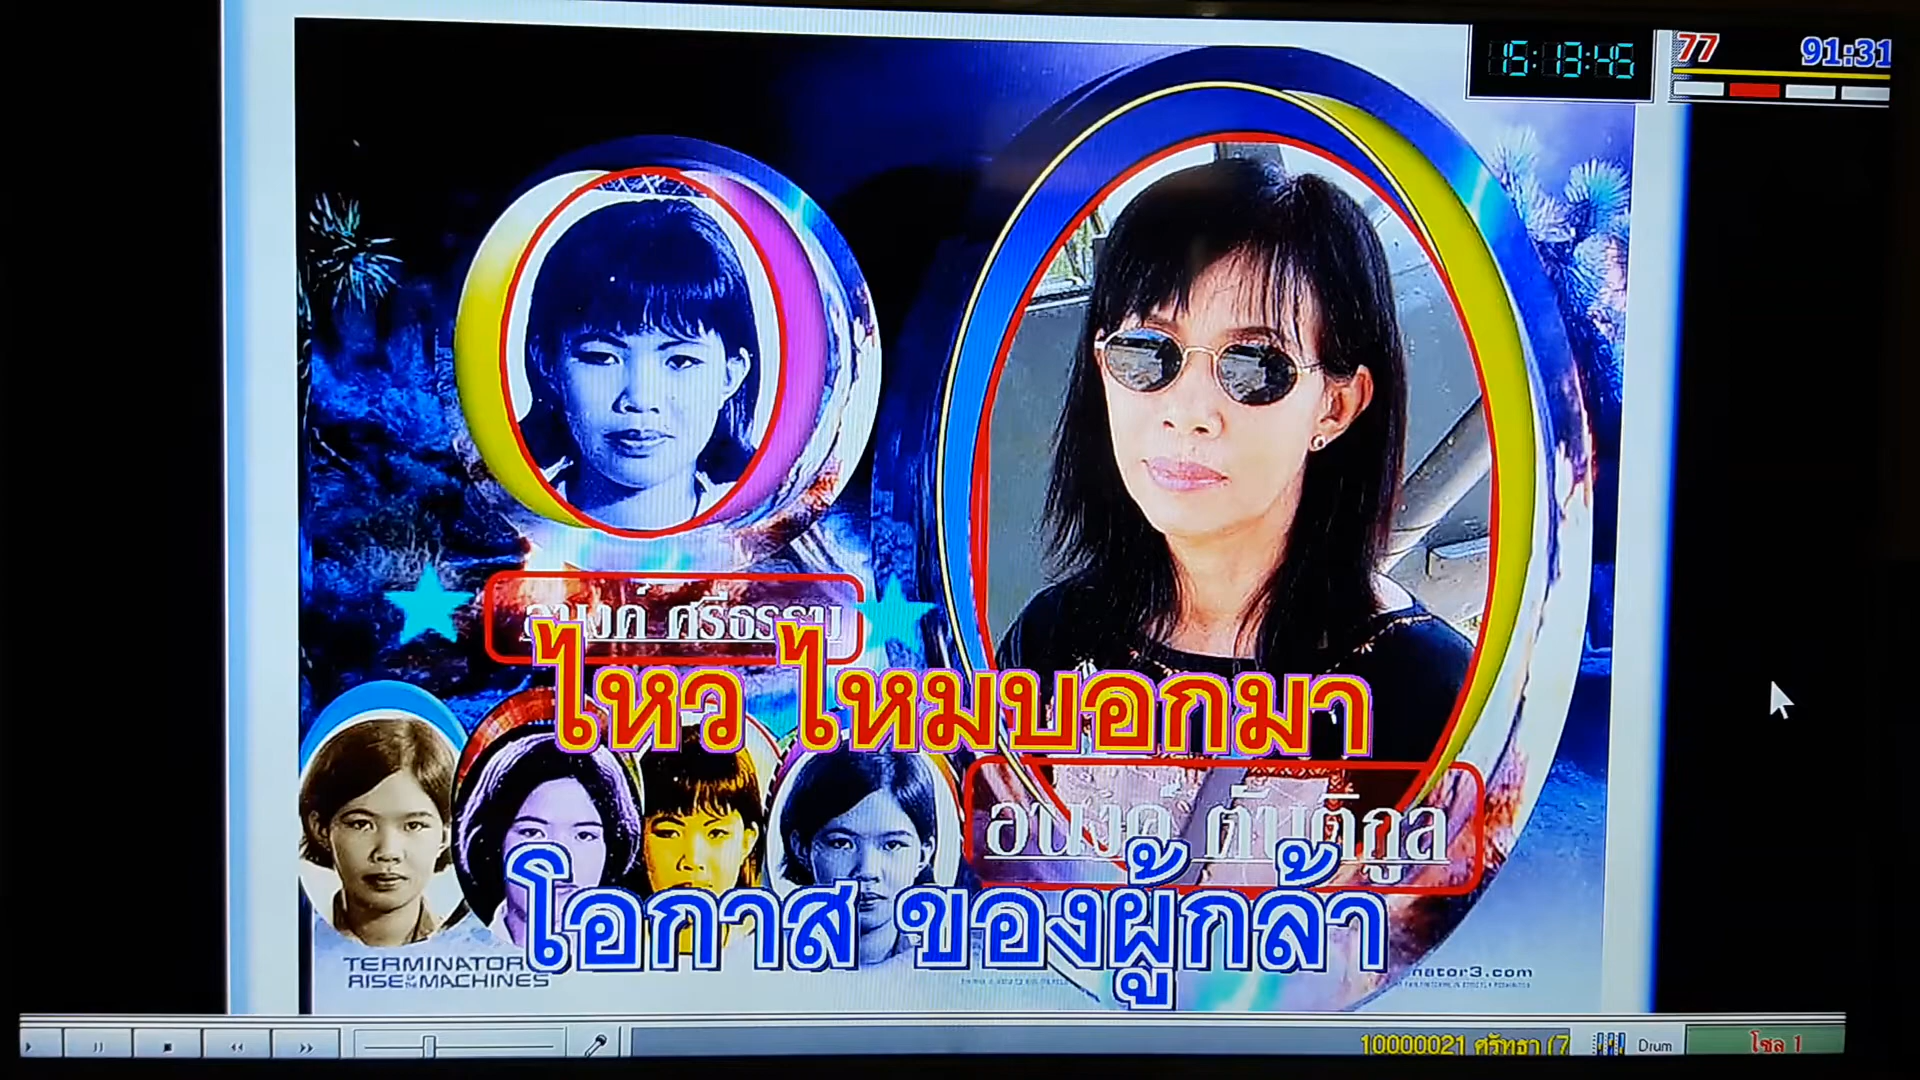 15:13:45
77 91:31
อนงค์ ศรีธรรม
ไหว ไหมบอกมา
อนงค์ ตันติกูล
โอกาส ของผู้กล้า
TERMINATOR
RISE OF THE MACHINES
nator3.com
10000021 ศรัทธา (7
Drum
โซล 1